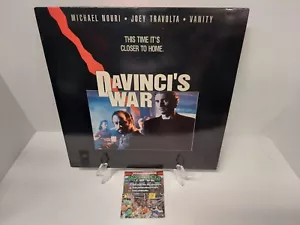 MICHAEL NOURI • JOEY TRAVOLTA • VANITY
THIS TIME IT'S
CLOSER TO HOME.
DAVINCI'S
WAR